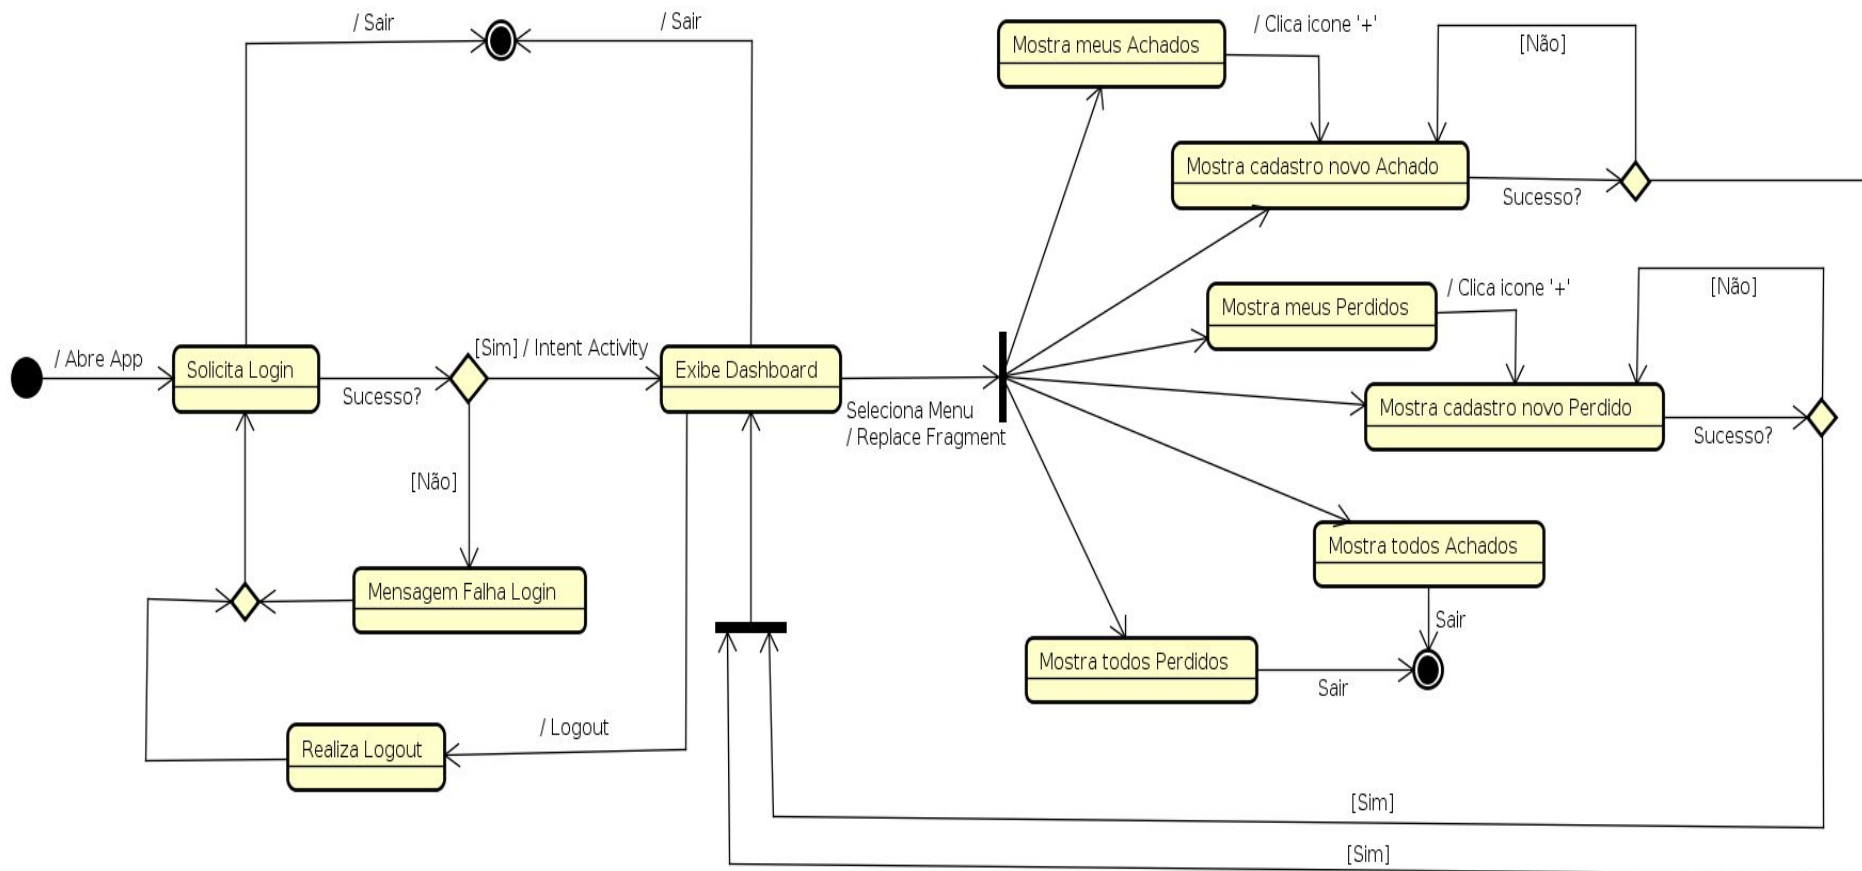 / Sair
/ Sair
Mostra meus Achados
/ Clica icone '+'
[Não]
Mostra cadastro novo Achado
Sucesso?
Mostra meus Perdidos
/ Clica icone '+'
[Não]
/ Abre App
Solicita Login
Sucesso?
[Sim] / Intent Activity
Exibe Dashboard
Seleciona Menu
/ Replace Fragment
Mostra cadastro novo Perdido
Sucesso?
[Não]
Mensagem Falha Login
Mostra todos Achados
Sair
Mostra todos Perdidos
Sair
Realiza Logout
/ Logout
[Sim]
[Sim]